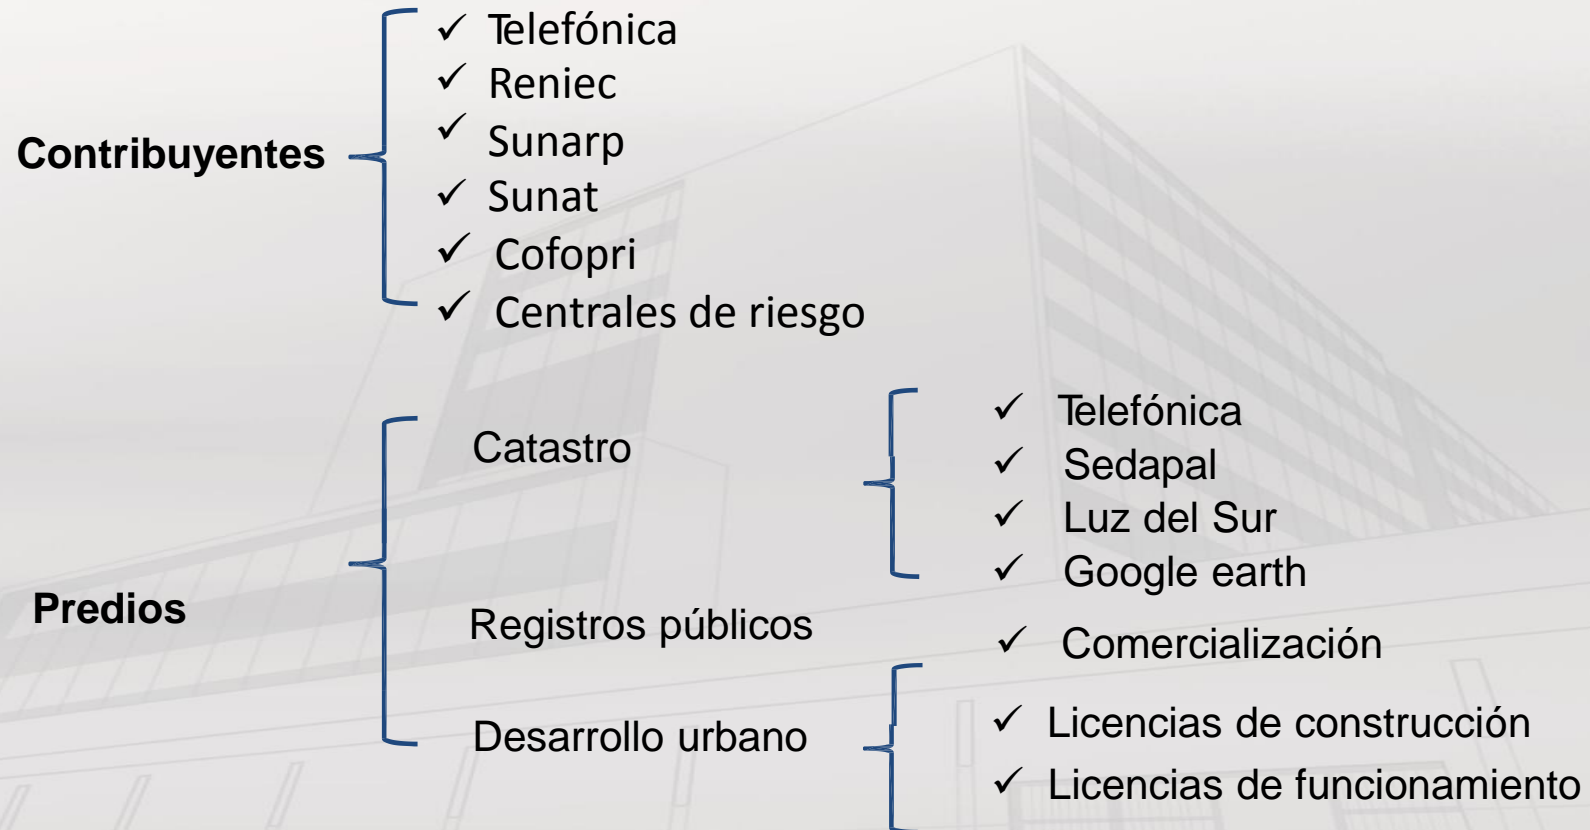 Contribuyentes
✓ Telefónica
✓ Reniec
✓ Sunarp
✓ Sunat
✓ Cofopri
✓ Centrales de riesgo
Predios
Catastro
✓ Telefónica
✓ Sedapal
✓ Luz del Sur
✓ Google earth
Registros públicos
✓ Comercialización
Desarrollo urbano
✓ Licencias de construcción
✓ Licencias de funcionamiento